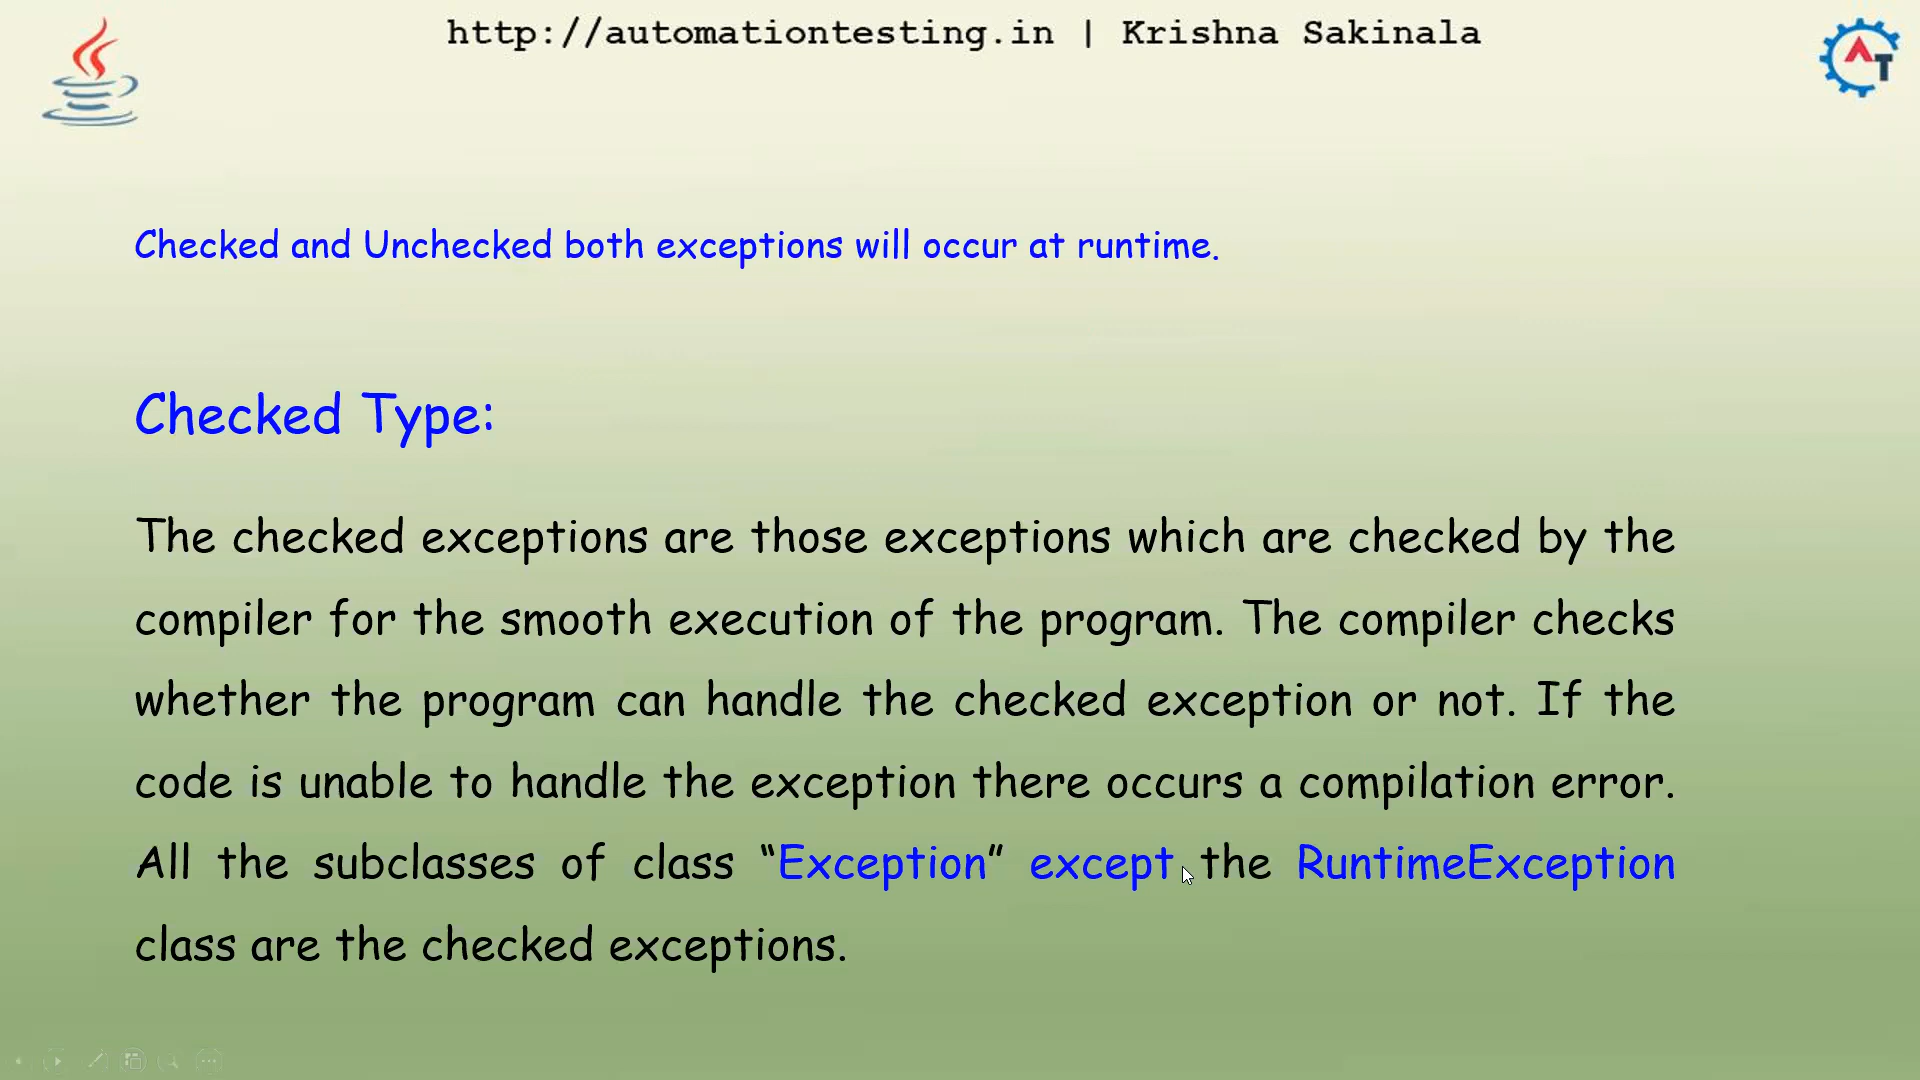 http://automationtesting.in | Krishna Sakinala
AT
Checked and Unchecked both exceptions will occur at runtime.
Checked Type:
The checked exceptions are those exceptions which are checked by the
compiler for the smooth execution of the program. The compiler checks
whether the program can handle the checked exception or not. If the
code is unable to handle the exception there occurs a compilation error.
All the subclasses of class “Exception” except the RuntimeException
class are the checked exceptions.